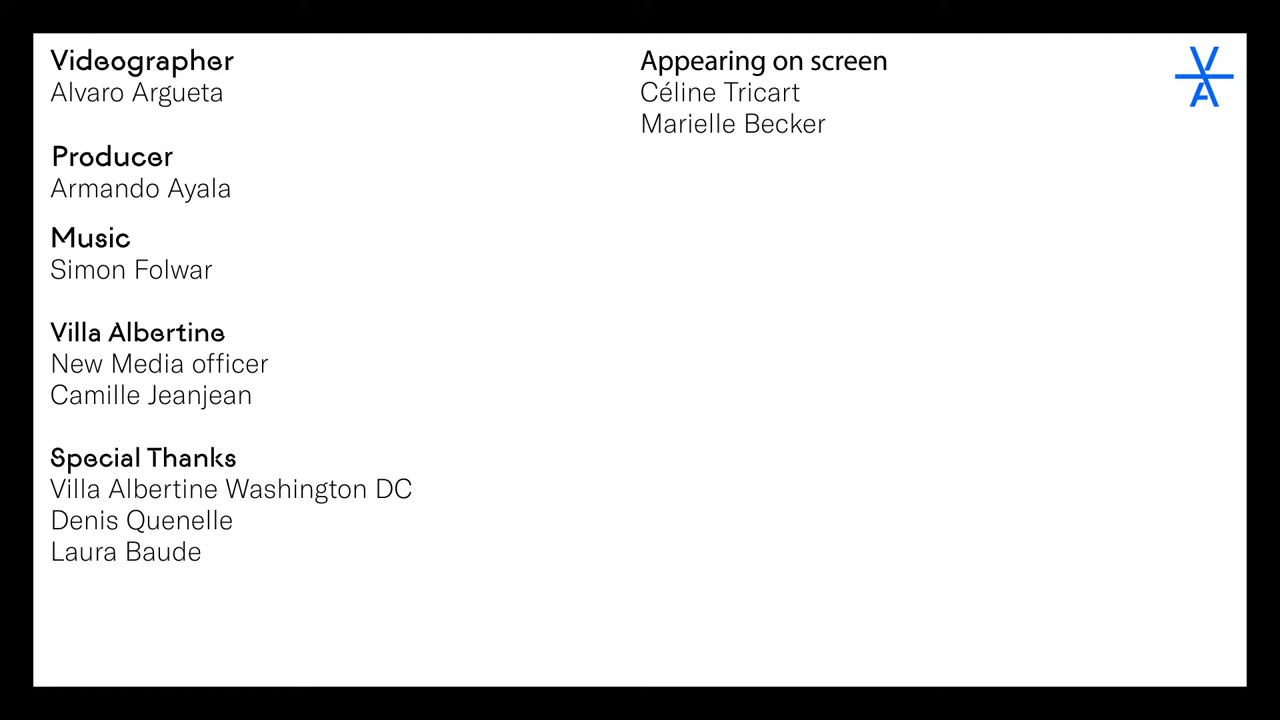 Videographer
Alvaro Argueta
Producer
Armando Ayala
Music
Simon Folwar
Villa Albertine
New Media officer
Camille Jeanjean
Special Thanks
Villa Albertine Washington DC
Denis Quenelle
Laura Baude
Appearing on screen
Céline Tricart
Marielle Becker
V
A